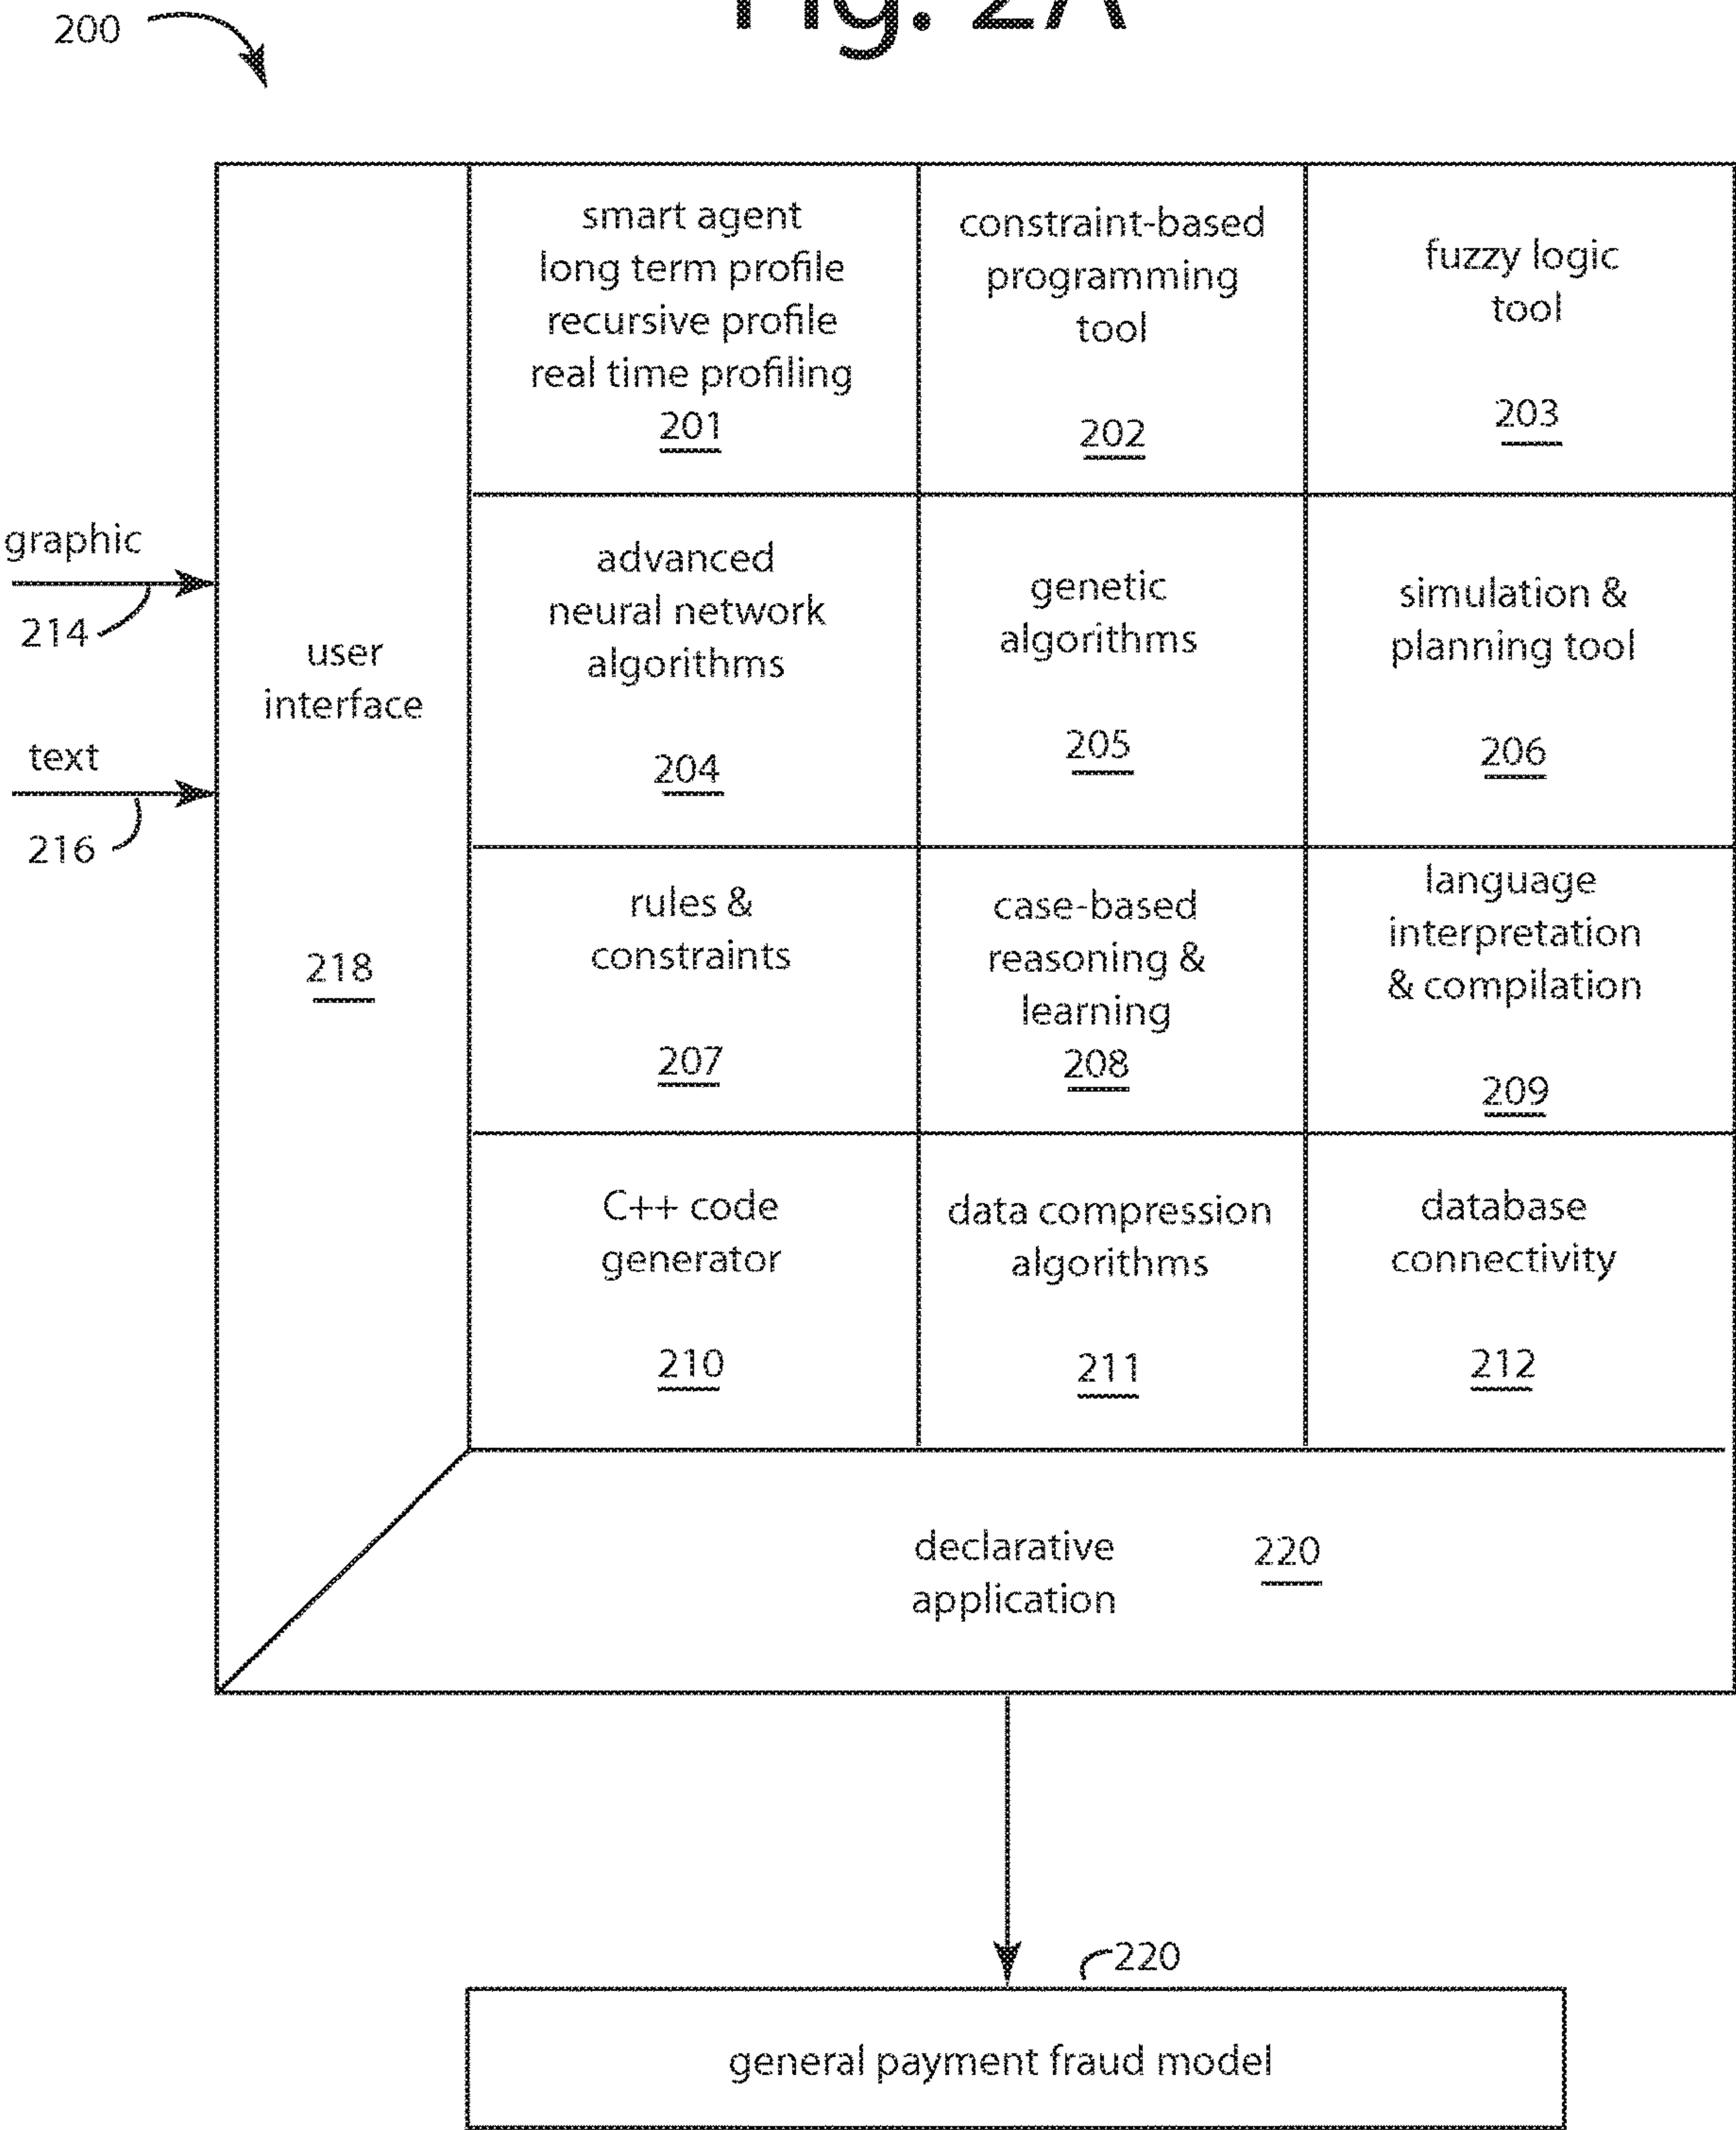 Fig. 2A
200
smart agent
long term profile
recursive profile
real time profiling
201
constraint-based
programming
tool
202
fuzzy logic
tool
203
graphic
214
text
216
user
interface
218
advanced
neural network
algorithms
204
genetic
algorithms
205
simulation &
planning tool
206
rules &
constraints
207
case-based
reasoning &
learning
208
language
interpretation
& compilation
209
C++ code
generator
210
data compression
algorithms
211
database
connectivity
212
declarative
application
220
220
general payment fraud model